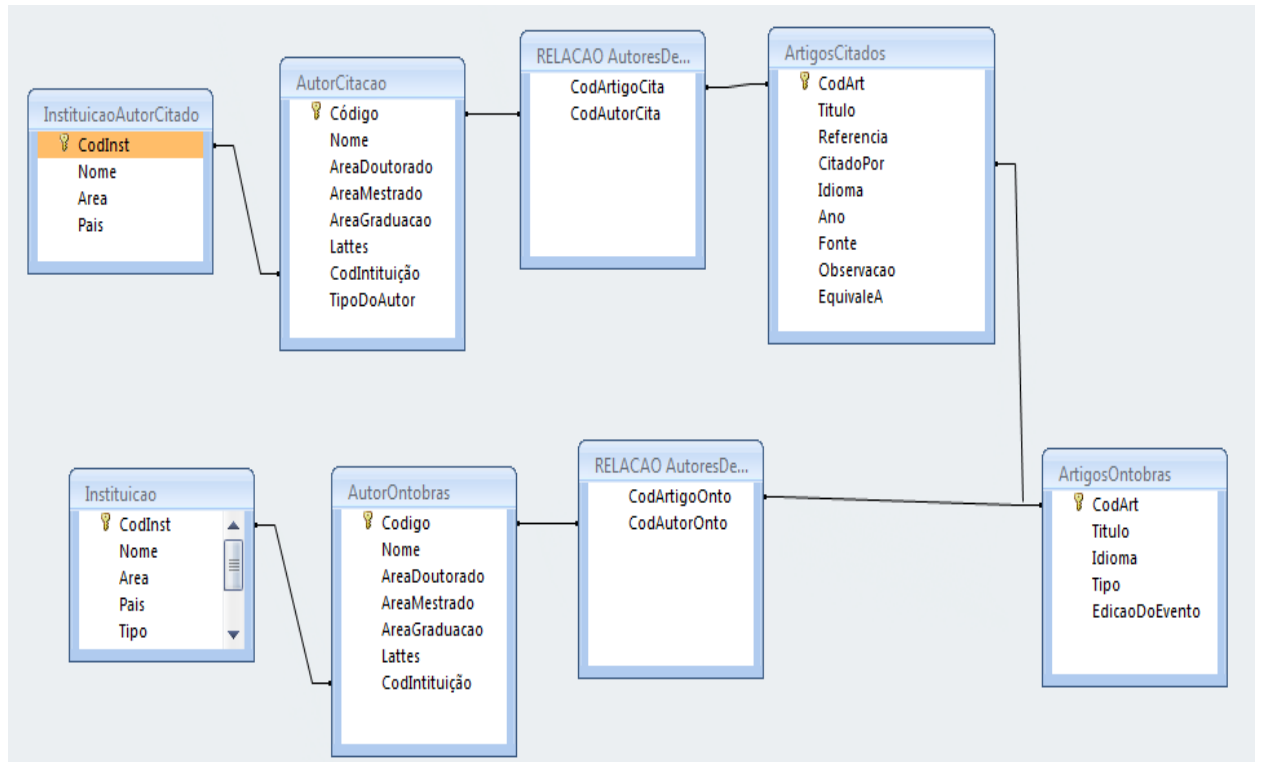 InstituicaoAutorCitado
CodInst
Nome
Area
Pais
AutorCitacao
Código
Nome
AreaDoutorado
AreaMestrado
AreaGraduacao
Lattes
CodIntituição
TipoDoAutor
RELACAO AutoresDe...
CodArtigoCita
CodAutorCita
ArtigosCitados
CodArt
Titulo
Referencia
CitadoPor
Idioma
Ano
Fonte
Observacao
EquivaleA
Instituicao
CodInst
Nome
Area
Pais
Tipo
AutorOntobras
Codigo
Nome
AreaDoutorado
AreaMestrado
AreaGraduacao
Lattes
CodIntituição
RELACAO AutoresDe...
CodArtigoOnto
CodAutorOnto
ArtigosOntobras
CodArt
Titulo
Idioma
Tipo
EdicaoDoEvento